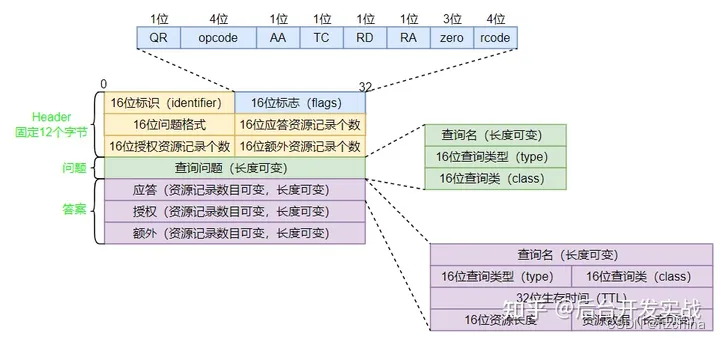 1位 4位 1位 1位 1位 1位 3位 4位
QR opcode AA TC RD RA zero rcode
0 32
Header
固定12个字节
16位标识（identifier） 16位标志（flags）
16位问题格式 16位应答资源记录个数
16位授权资源记录个数 16位额外资源记录个数
问题
查询问题（长度可变）
答案
应答（资源记录数目可变，长度可变）
授权（资源记录数目可变，长度可变）
额外（资源记录数目可变，长度可变）
查询名（长度可变）
16位查询类型（type）
16位查询类（class）
查询名（长度可变）
16位查询类型（type） 16位查询类（class）
32位生存时间（TTL）
16位资源长度 资源数据（长度可变）
知乎 @后台开发实战